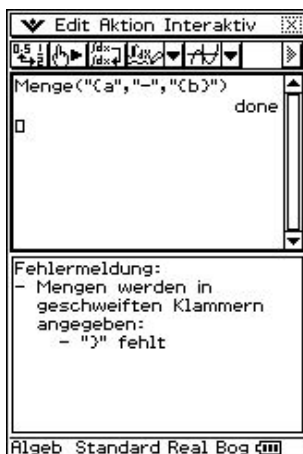 Edit Aktion Interaktiv
Menge("{a","-","{b}")
done
Fehlermeldung:
- Mengen werden in
geschweiften Klammern
angegeben:
- "}" fehlt
Algeb Standard Real Bog